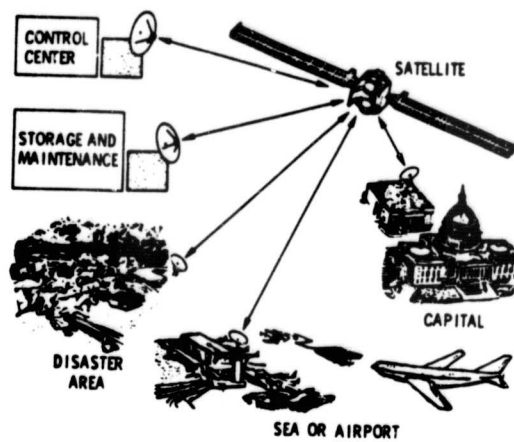 CONTROL
CENTER
SATELLITE
STORAGE AND
MAINTENANCE
CAPITAL
DISASTER
AREA
SEA OR AIRPORT